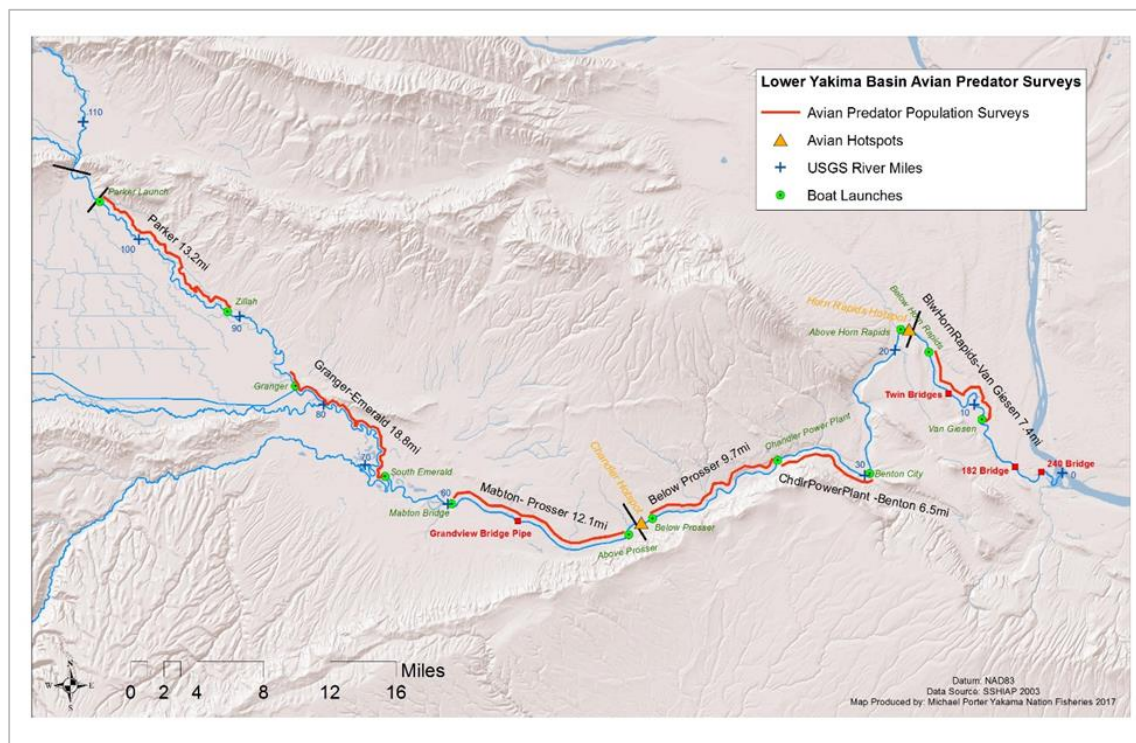 Lower Yakima Basin Avian Predator Surveys
Avian Predator Population Surveys
Avian Hotspots
USGS River Miles
Boat Launches
110
Parker Launch
100
Parker 13.2mi
Zillah
90
Granger-Emerald 18.8mi
Granger
80
70
South Emerald
60
Mabton Bridge
Mabton- Prosser 12.1mi
Grandview Bridge Pipe
Chandler Hotspot
Above Prosser
Below Prosser
Below Prosser 9.7mi
Chandler Power Plant
ChdlrPowerPlant -Benton 6.5mi
30
Benton City
Horn Rapids Hotspot
Above Horn Rapids
20
Below Horn Rapids
BlwHornRapids-Van Giesen 7.4mi
Twin Bridges
10
Van Giesen
182 Bridge
240 Bridge
0
N
W
E
S
0 2 4 8 12 16
Miles
Datum: NAD83
Data Source: SSHIAP 2003
Map Produced by: Michael Porter Yakama Nation Fisheries 2017